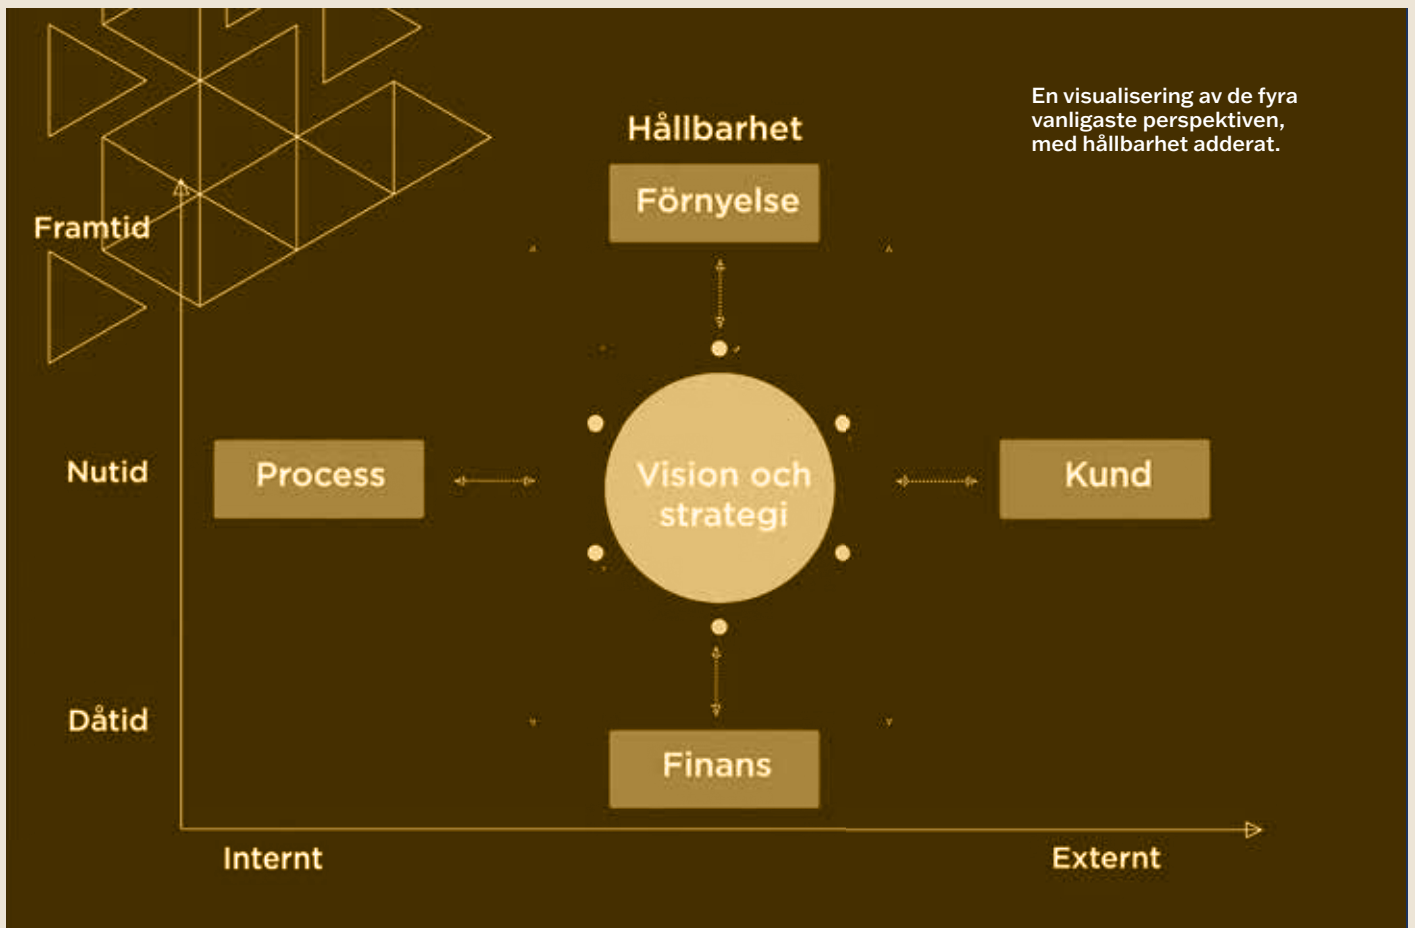 En visualisering av de fyra
vanligaste perspektiven,
med hållbarhet adderat.
Hållbarhet
Förnyelse
Framtid
Nutid
Process
Vision och
strategi
Kund
Dåtid
Finans
Internt
Externt